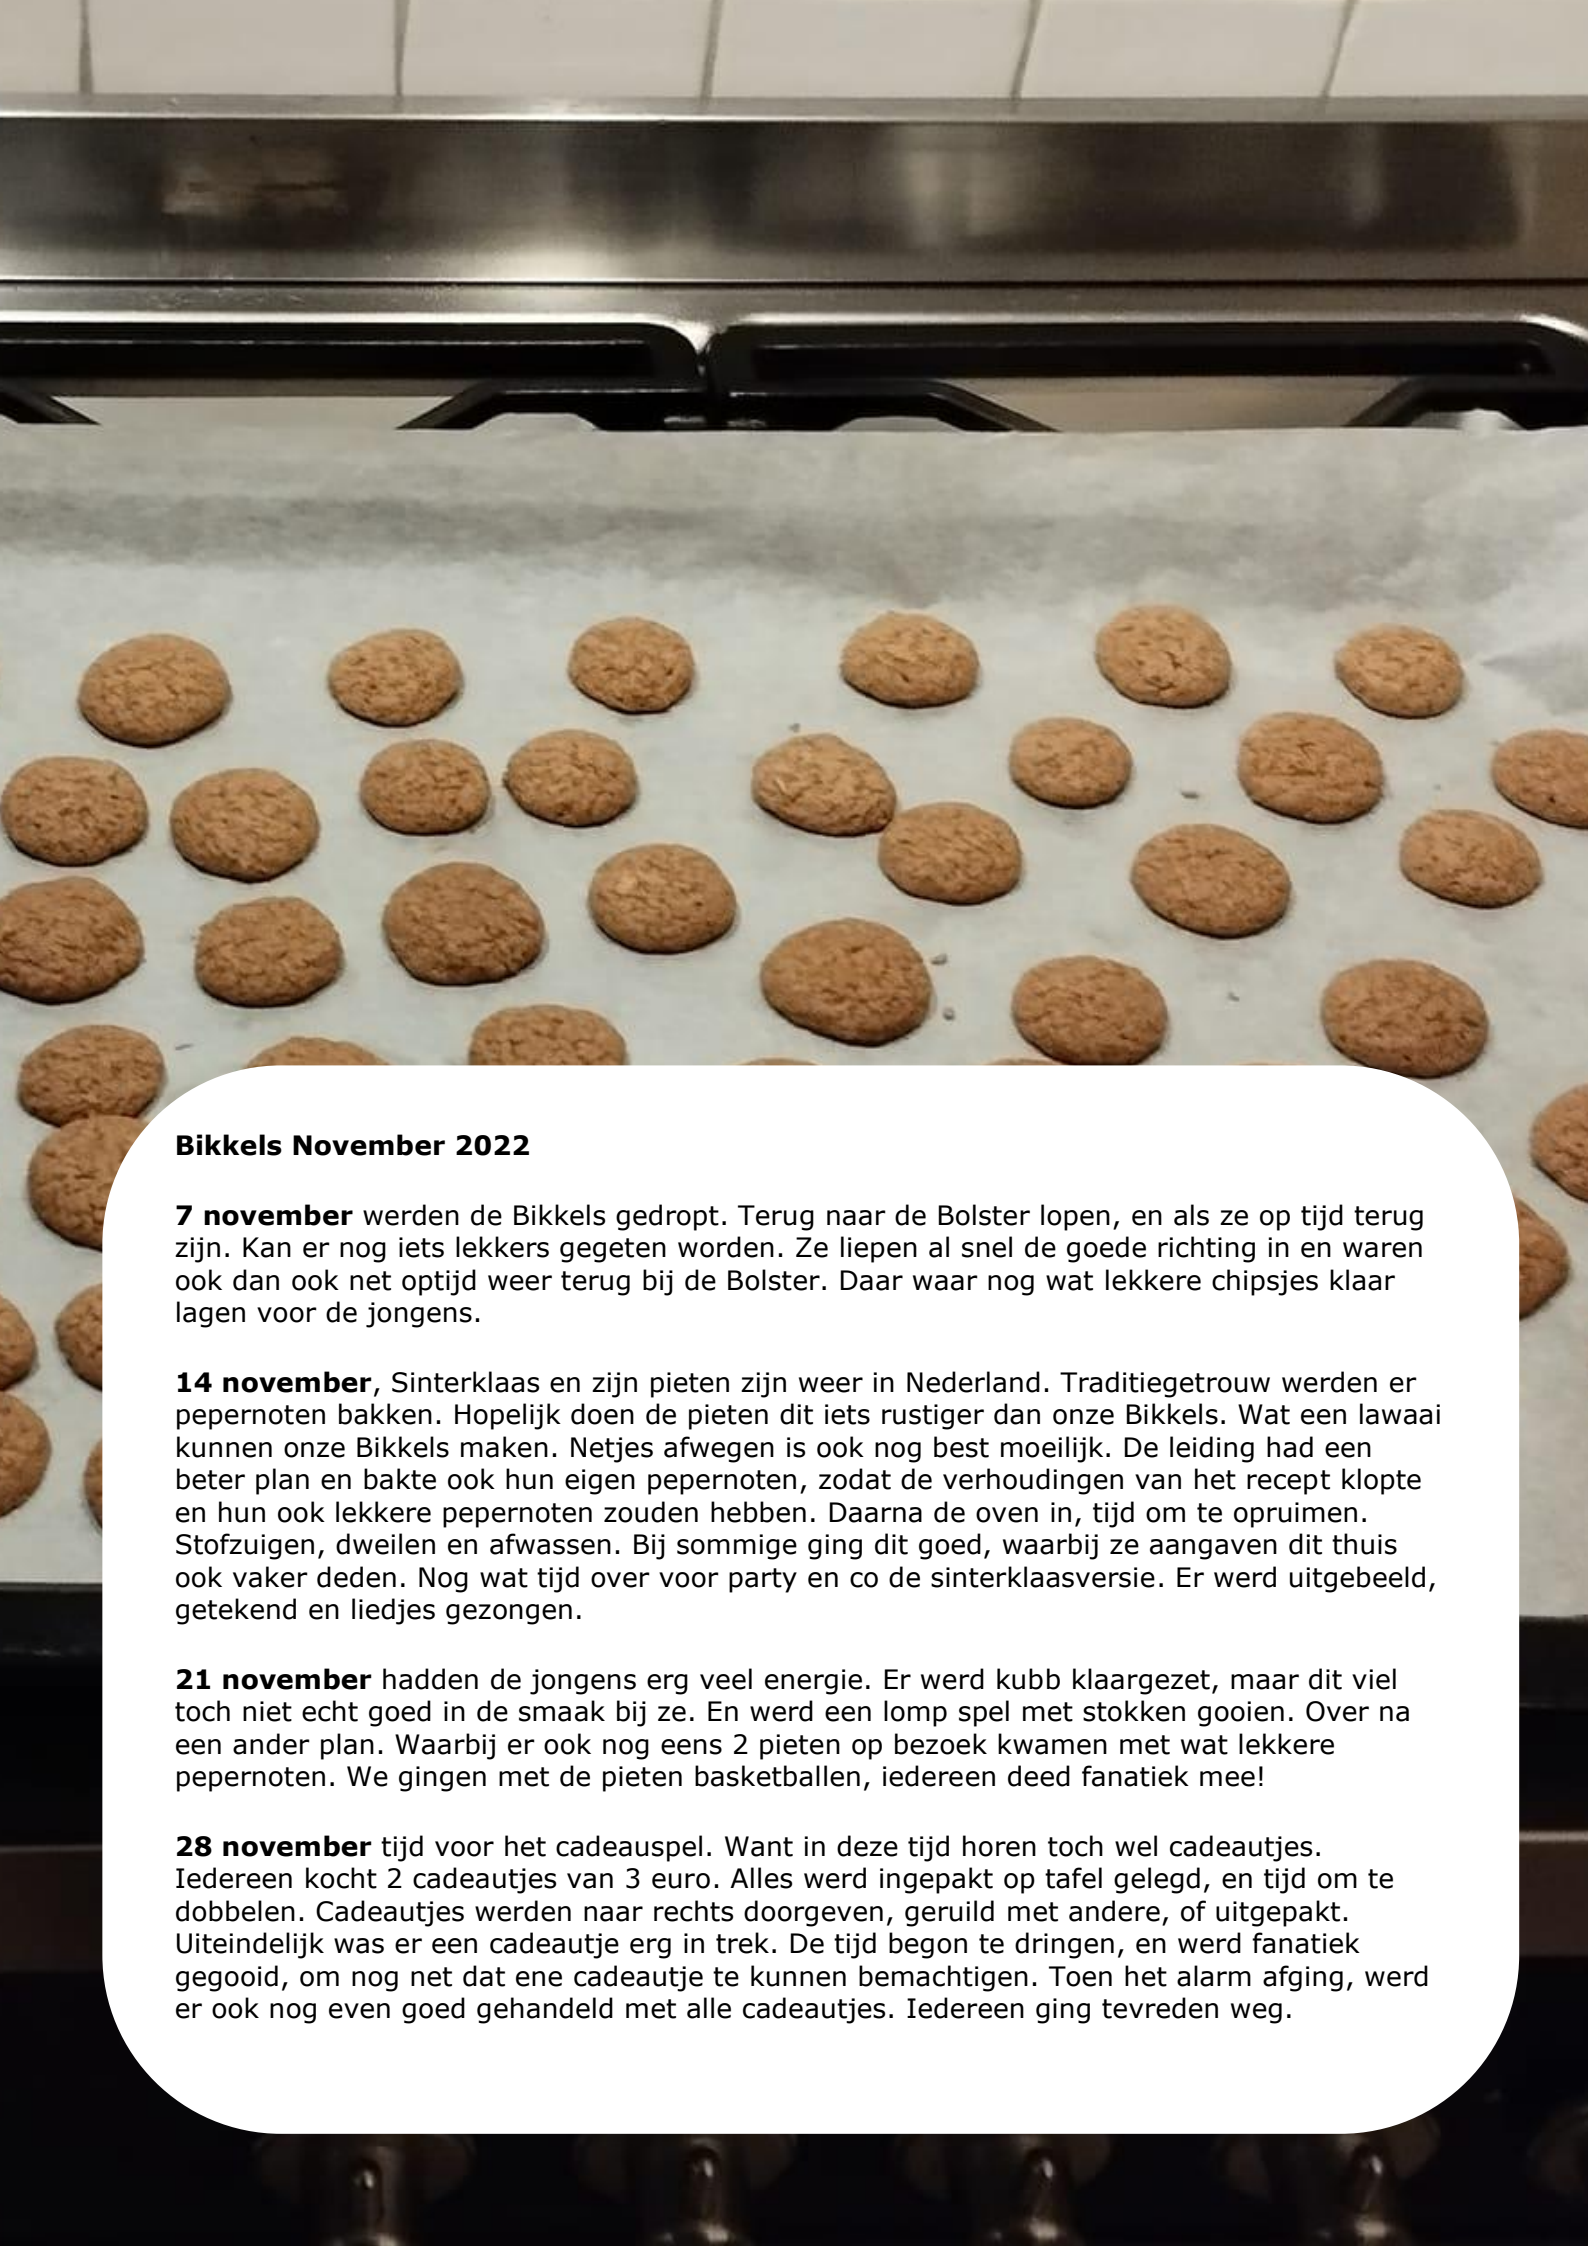 Bikkels November 2022
7 november werden de Bikkels gedropt. Terug naar de Bolster lopen, en als ze op tijd terug
zijn. Kan er nog iets lekkers gegeten worden. Ze liepen al snel de goede richting in en waren
ook dan ook net optijd weer terug bij de Bolster. Daar waar nog wat lekkere chipsjes klaar
lagen voor de jongens.
14 november, Sinterklaas en zijn pieten zijn weer in Nederland. Traditiegetrouw werden er
pepernoten bakken. Hopelijk doen de pieten dit iets rustiger dan onze Bikkels. Wat een lawaai
kunnen onze Bikkels maken. Netjes afwegen is ook nog best moeilijk. De leiding had een
beter plan en bakte ook hun eigen pepernoten, zodat de verhoudingen van het recept klopte
en hun ook lekkere pepernoten zouden hebben. Daarna de oven in, tijd om te opruimen.
Stofzuigen, dweilen en afwassen. Bij sommige ging dit goed, waarbij ze aangaven dit thuis
ook vaker deden. Nog wat tijd over voor party en co de sinterklaasversie. Er werd uitgebeeld,
getekend en liedjes gezongen.
21 november hadden de jongens erg veel energie. Er werd kubb klaargezet, maar dit viel
toch niet echt goed in de smaak bij ze. En werd een lomp spel met stokken gooien. Over na
een ander plan. Waarbij er ook nog eens 2 pieten op bezoek kwamen met wat lekkere
pepernoten. We gingen met de pieten basketballen, iedereen deed fanatiek mee!
28 november tijd voor het cadeauspel. Want in deze tijd horen toch wel cadeautjes.
Iedereen kocht 2 cadeautjes van 3 euro. Alles werd ingepakt op tafel gelegd, en tijd om te
dobbelen. Cadeautjes werden naar rechts doorgeven, geruild met andere, of uitgepakt.
Uiteindelijk was er een cadeautje erg in trek. De tijd begon te dringen, en werd fanatiek
gegooid, om nog net dat ene cadeautje te kunnen bemachtigen. Toen het alarm afging, werd
er ook nog even goed gehandeld met alle cadeautjes. Iedereen ging tevreden weg.